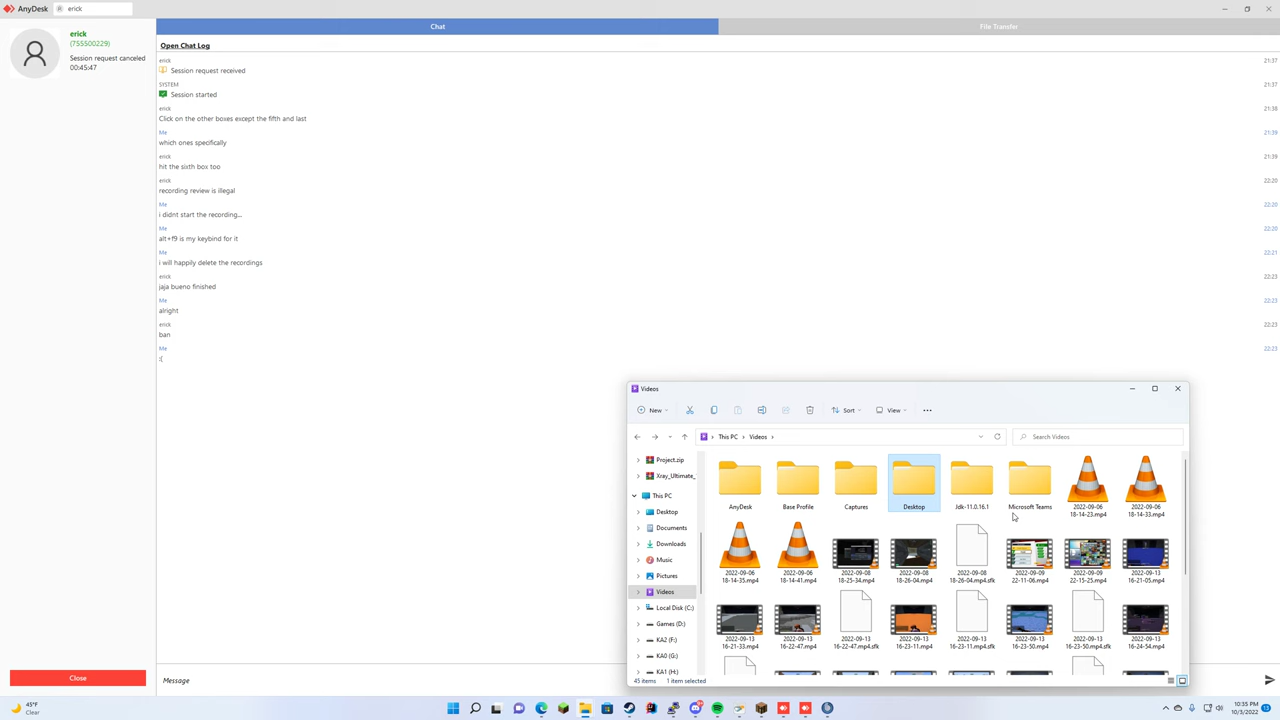 AnyDesk
erick
erick
(755500229)
Session request canceled
00:45:47
Close
Chat
File Transfer
Open Chat Log
erick
Session request received 21:37
SYSTEM
Session started 21:37
erick
Click on the other boxes except the fifth and last 21:38
Me
which ones specifically 21:39
erick
hit the sixth box too 21:39
erick
recording review is illegal 22:20
Me
i didnt start the recording... 22:20
Me
alt+f9 is my keybind for it 22:20
Me
i will happily delete the recordings 22:21
erick
jaja bueno finished 22:23
Me
alright 22:23
erick
ban 22:23
Me
:( 22:23
Message
Videos
New
Sort
View
This PC > Videos >
Search Videos
Project.zip
Xray_Ultimate_
This PC
Desktop
Documents
Downloads
Music
Pictures
Videos
Local Disk (C:)
Games (D:)
KA2 (F:)
KA0 (G:)
KA1 (H:)
AnyDesk
Base Profile
Captures
Desktop
Jdk-11.0.16.1
Microsoft Teams
2022-09-06
18-14-23.mp4
2022-09-06
18-14-33.mp4
2022-09-06
18-14-35.mp4
2022-09-06
18-14-41.mp4
2022-09-08
18-25-34.mp4
2022-09-08
18-26-04.mp4
2022-09-08
18-26-04.mp4.sfk
2022-09-09
22-11-06.mp4
2022-09-09
22-15-25.mp4
2022-09-13
16-21-05.mp4
2022-09-13
16-21-33.mp4
2022-09-13
16-22-47.mp4
2022-09-13
16-22-47.mp4.sfk
2022-09-13
16-23-11.mp4
2022-09-13
16-23-11.mp4.sfk
2022-09-13
16-23-50.mp4
2022-09-13
16-23-50.mp4.sfk
2022-09-13
16-24-54.mp4
45 items
1 item selected
45°F
Clear
10:35 PM
10/3/2022